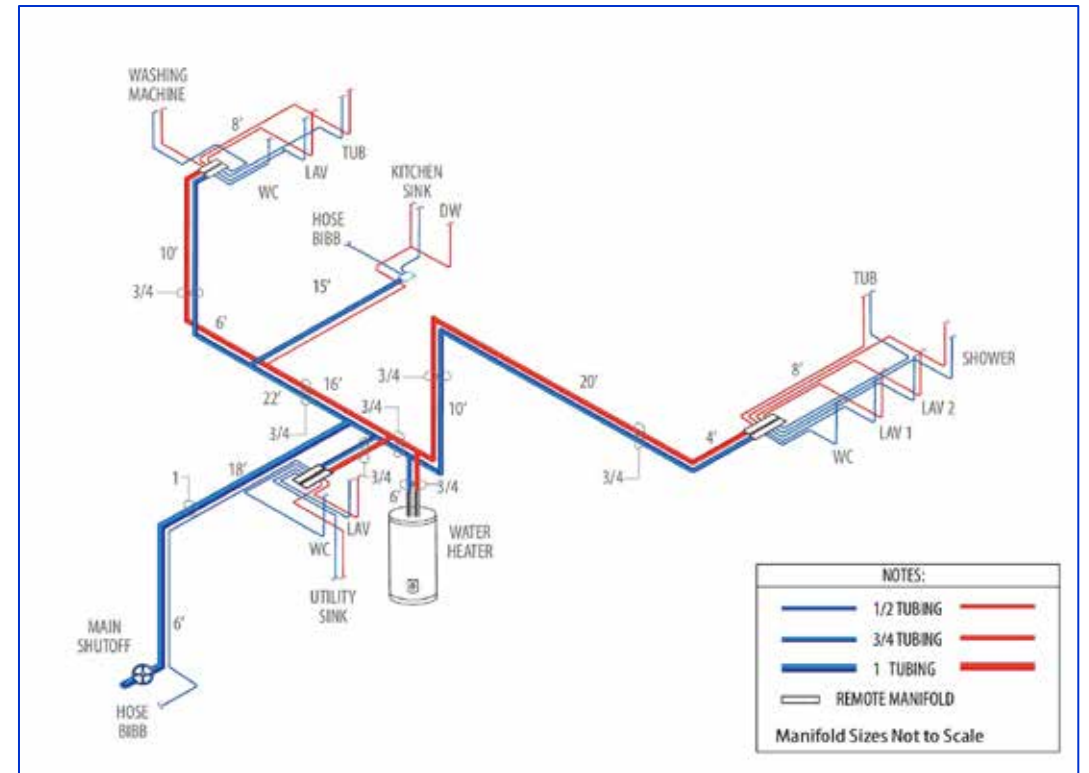 WASHING
MACHINE
8'
TUB
LAV
WC
KITCHEN
SINK
DW
HOSE
BIBB
10'
3/4
15'
6'
TUB
3/4
16'
20'
8'
SHOWER
22'
3/4
10'
3/4
3/4
4'
LAV 2
LAV 1
WC
3/4
18'
1
3/4
6'
3/4
LAV
WC
WATER
HEATER
UTILITY
SINK
6'
MAIN
SHUTOFF
HOSE
BIBB
NOTES:
1/2 TUBING
3/4 TUBING
1 TUBING
REMOTE MANIFOLD
Manifold Sizes Not to Scale